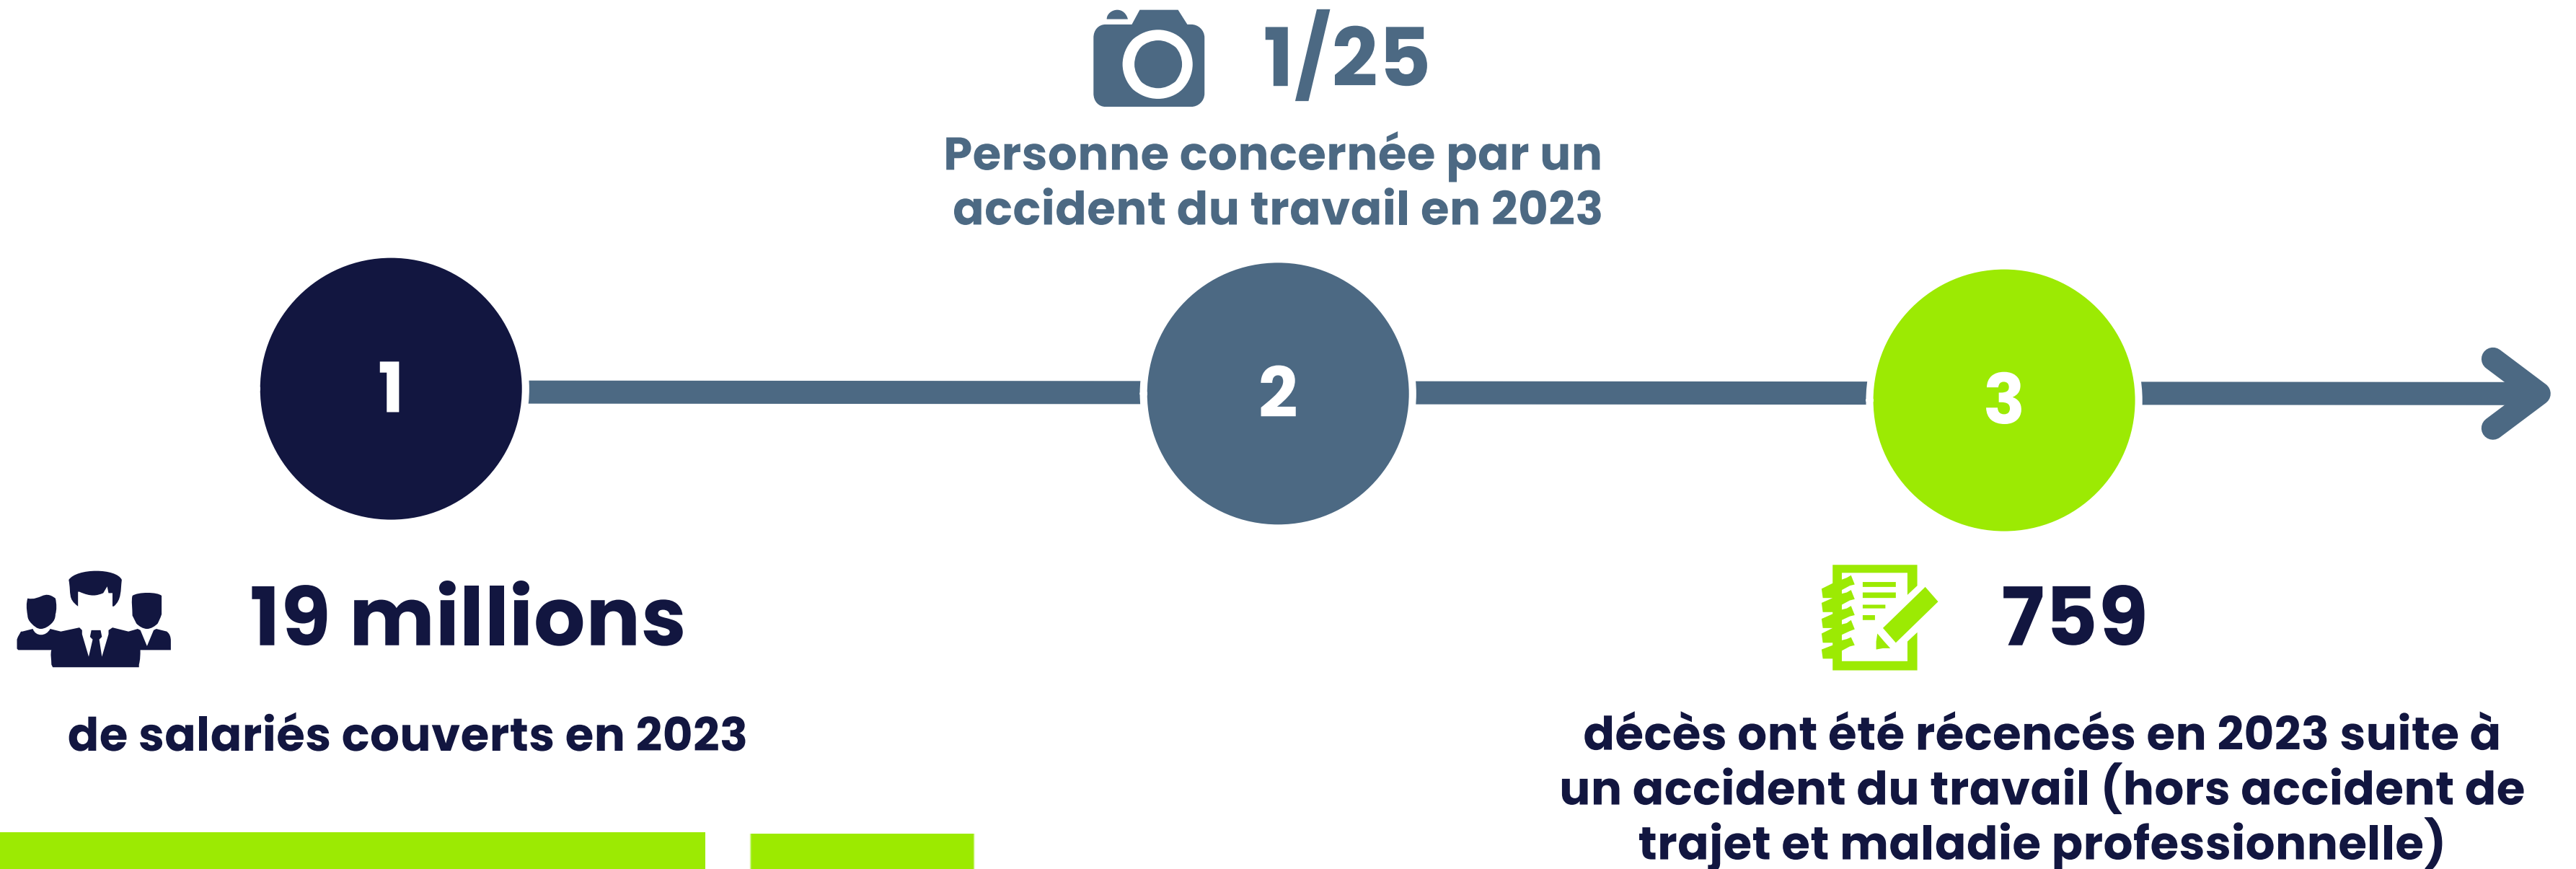 1/25
Personne concernée par un
accident du travail en 2023
1
2
3
19 millions
de salariés couverts en 2023
759
décès ont été récencés en 2023 suite à
un accident du travail (hors accident de
trajet et maladie professionnelle)